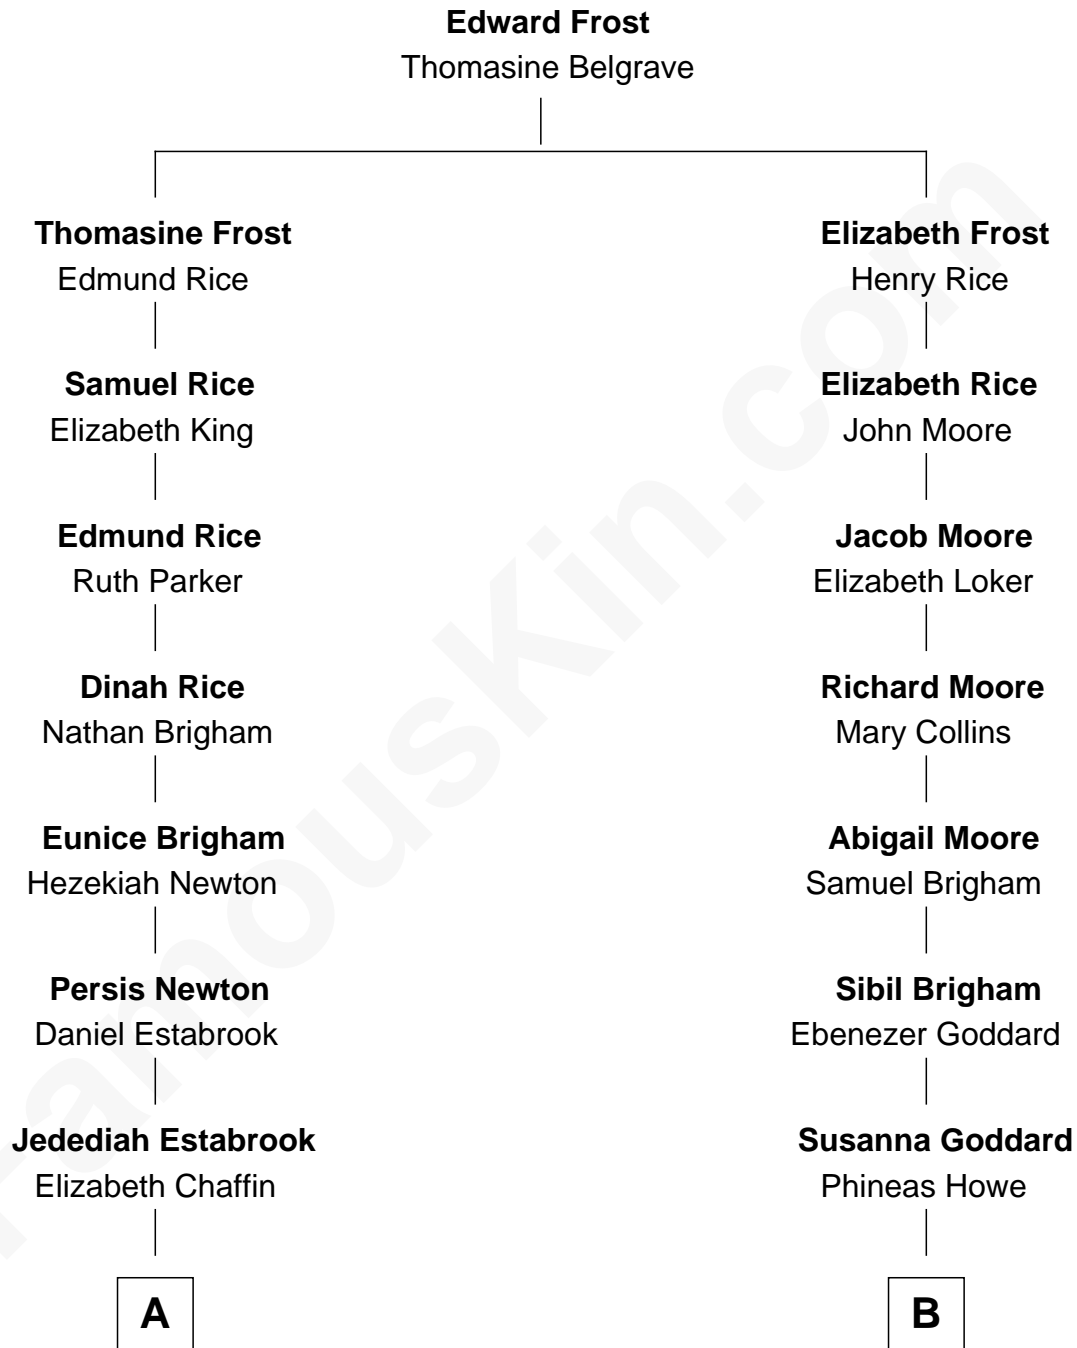 Edward Frost
Thomasine Belgrave
Thomasine Frost
Edmund Rice
Samuel Rice
Elizabeth King
Edmund Rice
Ruth Parker
Dinah Rice
Nathan Brigham
Eunice Brigham
Hezekiah Newton
Persis Newton
Daniel Estabrook
Jedediah Estabrook
Elizabeth Chaffin
A
Elizabeth Frost
Henry Rice
Elizabeth Rice
John Moore
Jacob Moore
Elizabeth Loker
Richard Moore
Mary Collins
Abigail Moore
Samuel Brigham
Sibil Brigham
Ebenezer Goddard
Susanna Goddard
Phineas Howe
B
FamousKin.com